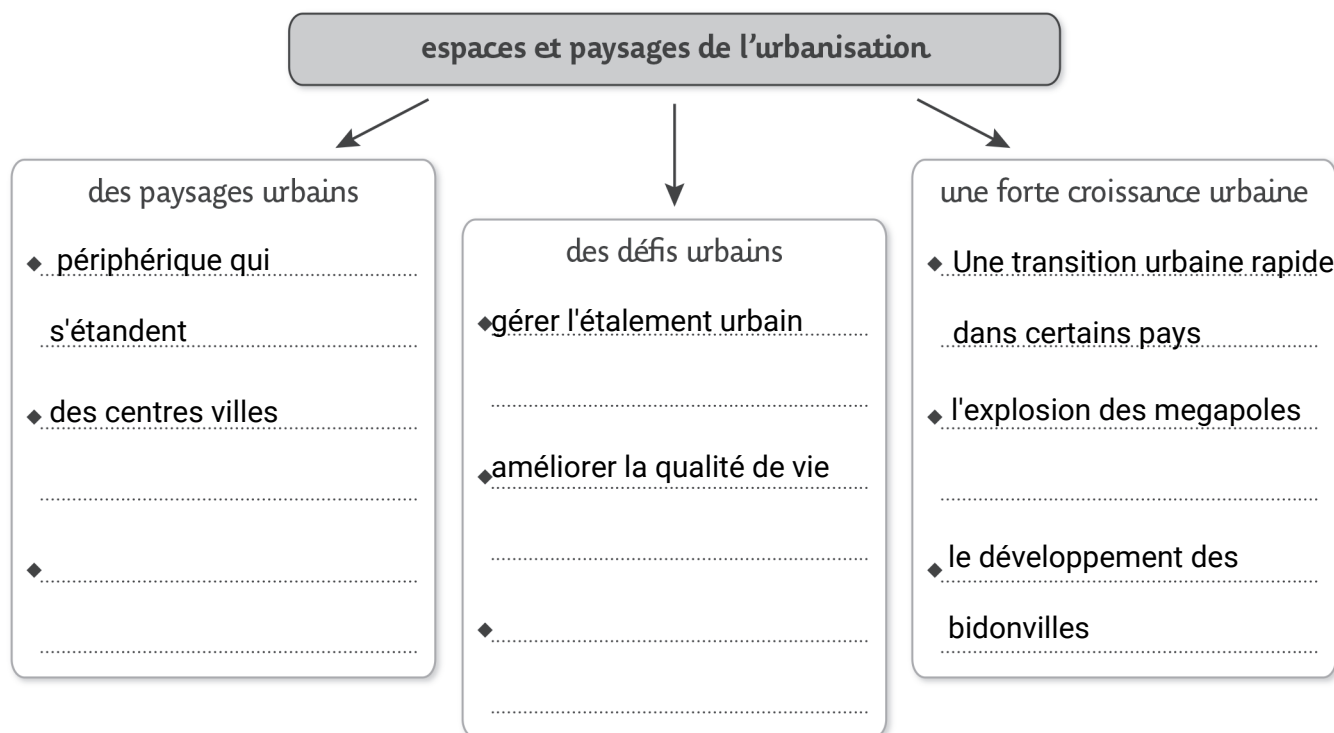 espaces et paysages de l'urbanisation
des paysages urbains
périphérique qui
s'étandent
des centres villes
des défis urbains
gérer l'étalement urbain
améliorer la qualité de vie
une forte croissance urbaine
Une transition urbaine rapide
dans certains pays
l'explosion des megapoles
le développement des
bidonvilles